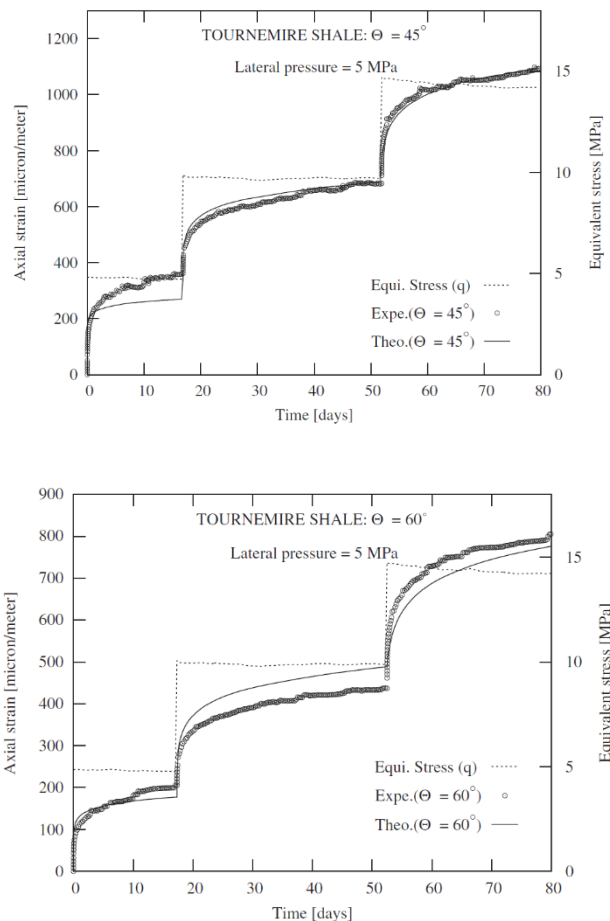 TOURNEMIRE SHALE: Θ = 45°
Lateral pressure = 5 MPa
Axial strain [micron/meter]
1200
1000
800
600
400
200
0
Equivalent stress [MPa]
15
10
5
0
Equi. Stress (q)
Expe.(Θ = 45°)
Theo.(Θ = 45°)
0 10 20 30 40 50 60 70 80
Time [days]
TOURNEMIRE SHALE: Θ = 60°
Lateral pressure = 5 MPa
Axial strain [micron/meter]
900
800
700
600
500
400
300
200
100
0
Equivalent stress [MPa]
15
10
5
0
Equi. Stress (q)
Expe.(Θ = 60°)
Theo.(Θ = 60°)
0 10 20 30 40 50 60 70 80
Time [days]